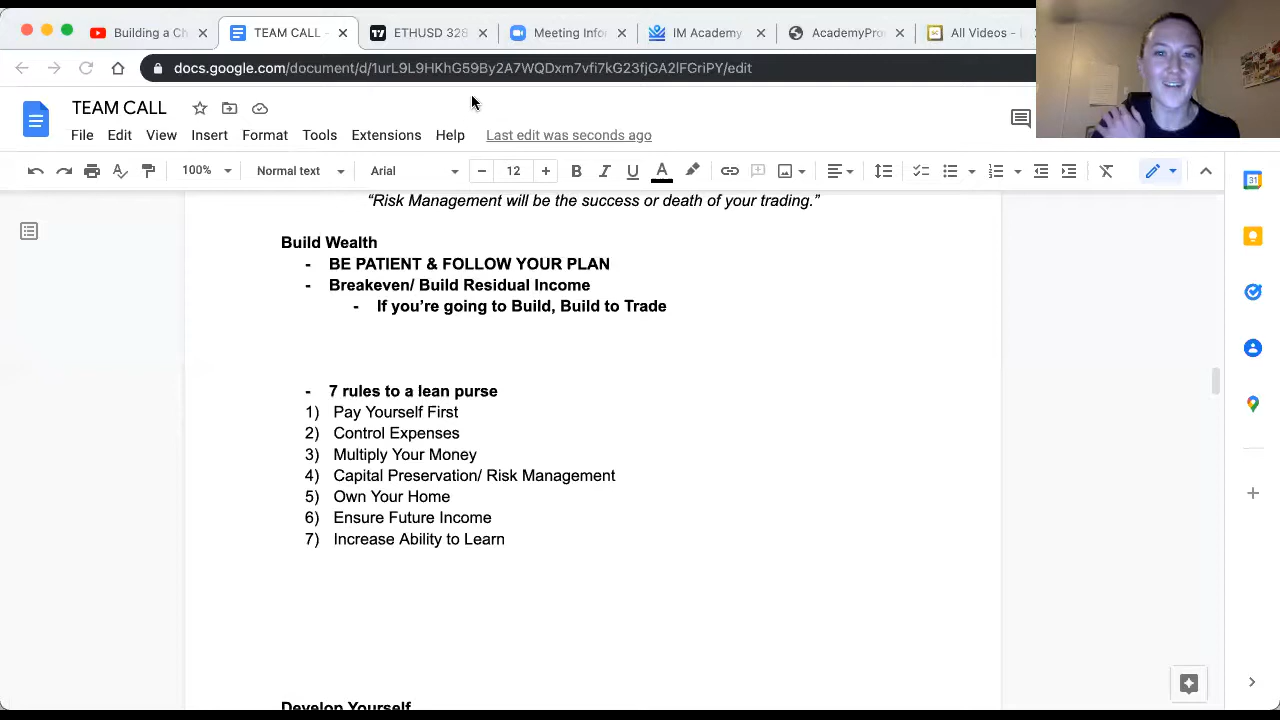 Building a Ch
TEAM CALL -
ETHUSD 328
Meeting Info
IM Academy
AcademyPro
All Videos -
docs.google.com/document/d/1urL9L9HKhG59By2A7WQDxm7vfi7kG23fjGA2lFGriPY/edit
TEAM CALL
File Edit View Insert Format Tools Extensions Help Last edit was seconds ago
100% Normal text Arial 12
“Risk Management will be the success or death of your trading.”
Build Wealth
- BE PATIENT & FOLLOW YOUR PLAN
- Breakeven/ Build Residual Income
- If you’re going to Build, Build to Trade
- 7 rules to a lean purse
1) Pay Yourself First
2) Control Expenses
3) Multiply Your Money
4) Capital Preservation/ Risk Management
5) Own Your Home
6) Ensure Future Income
7) Increase Ability to Learn
Develop Yourself
31